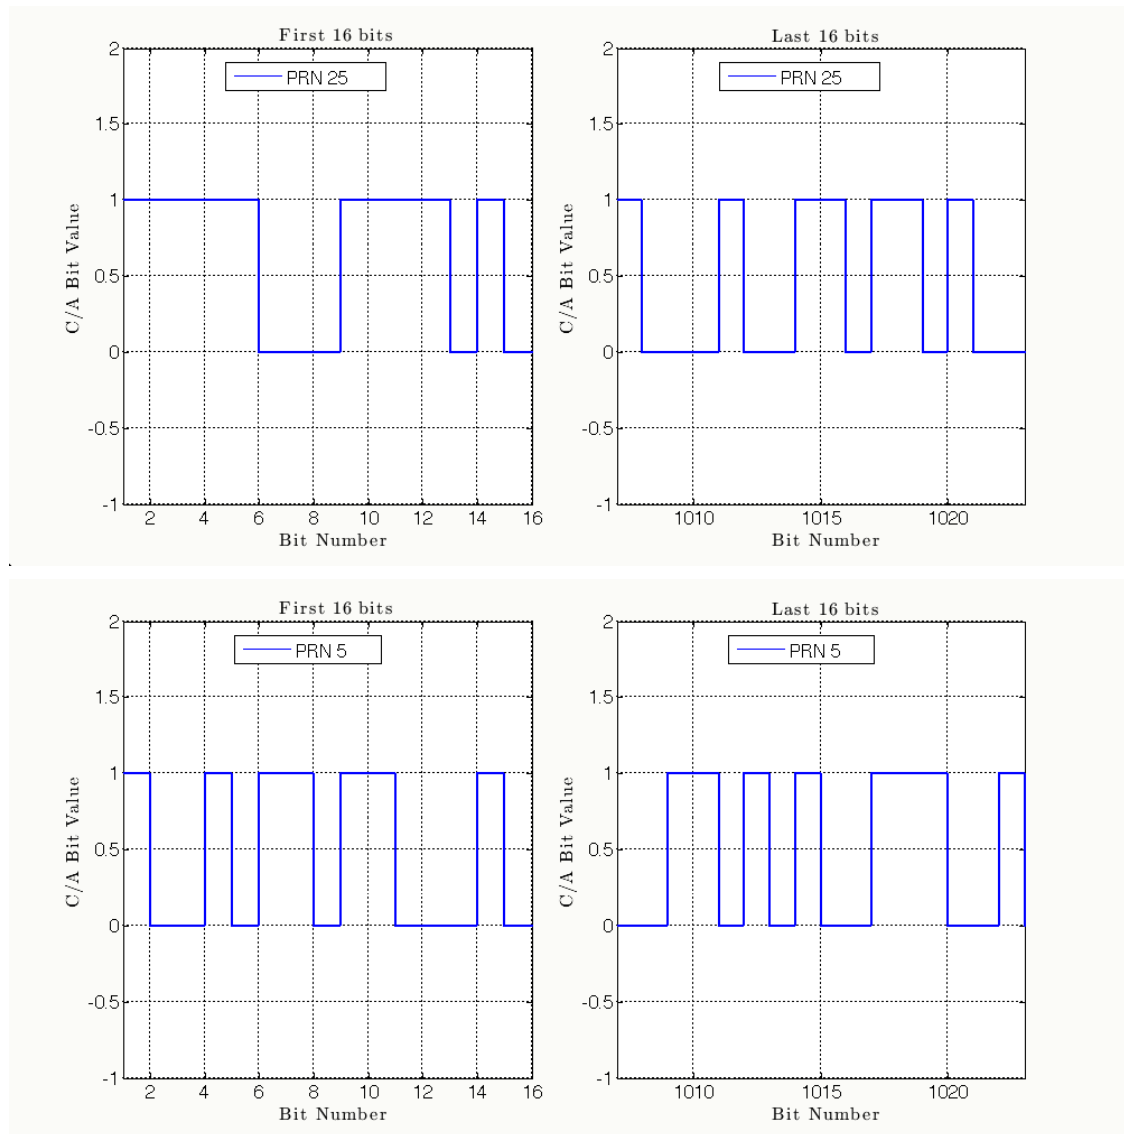 First 16 bits
Last 16 bits
PRN 25
PRN 25
2
1.5
1
0.5
0
-0.5
-1
C/A Bit Value
2 4 6 8 10 12 14 16
Bit Number
2
1.5
1
0.5
0
-0.5
-1
C/A Bit Value
1010 1015 1020
Bit Number
First 16 bits
Last 16 bits
PRN 5
PRN 5
2
1.5
1
0.5
0
-0.5
-1
C/A Bit Value
2 4 6 8 10 12 14 16
Bit Number
2
1.5
1
0.5
0
-0.5
-1
C/A Bit Value
1010 1015 1020
Bit Number